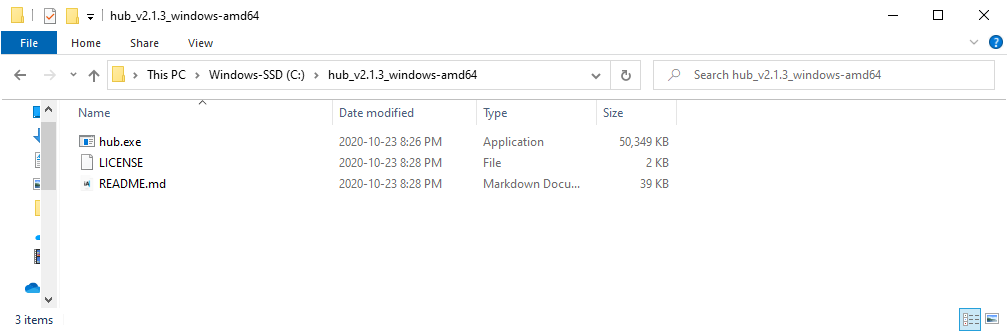 hub_v2.1.3_windows-amd64
File Home Share View
This PC Windows-SSD (C:) hub_v2.1.3_windows-amd64 Search hub_v2.1.3_windows-amd64
Name Date modified Type Size
hub.exe 2020-10-23 8:26 PM Application 50,349 KB
LICENSE 2020-10-23 8:28 PM File 2 KB
README.md 2020-10-23 8:28 PM Markdown Docu... 39 KB
3 items